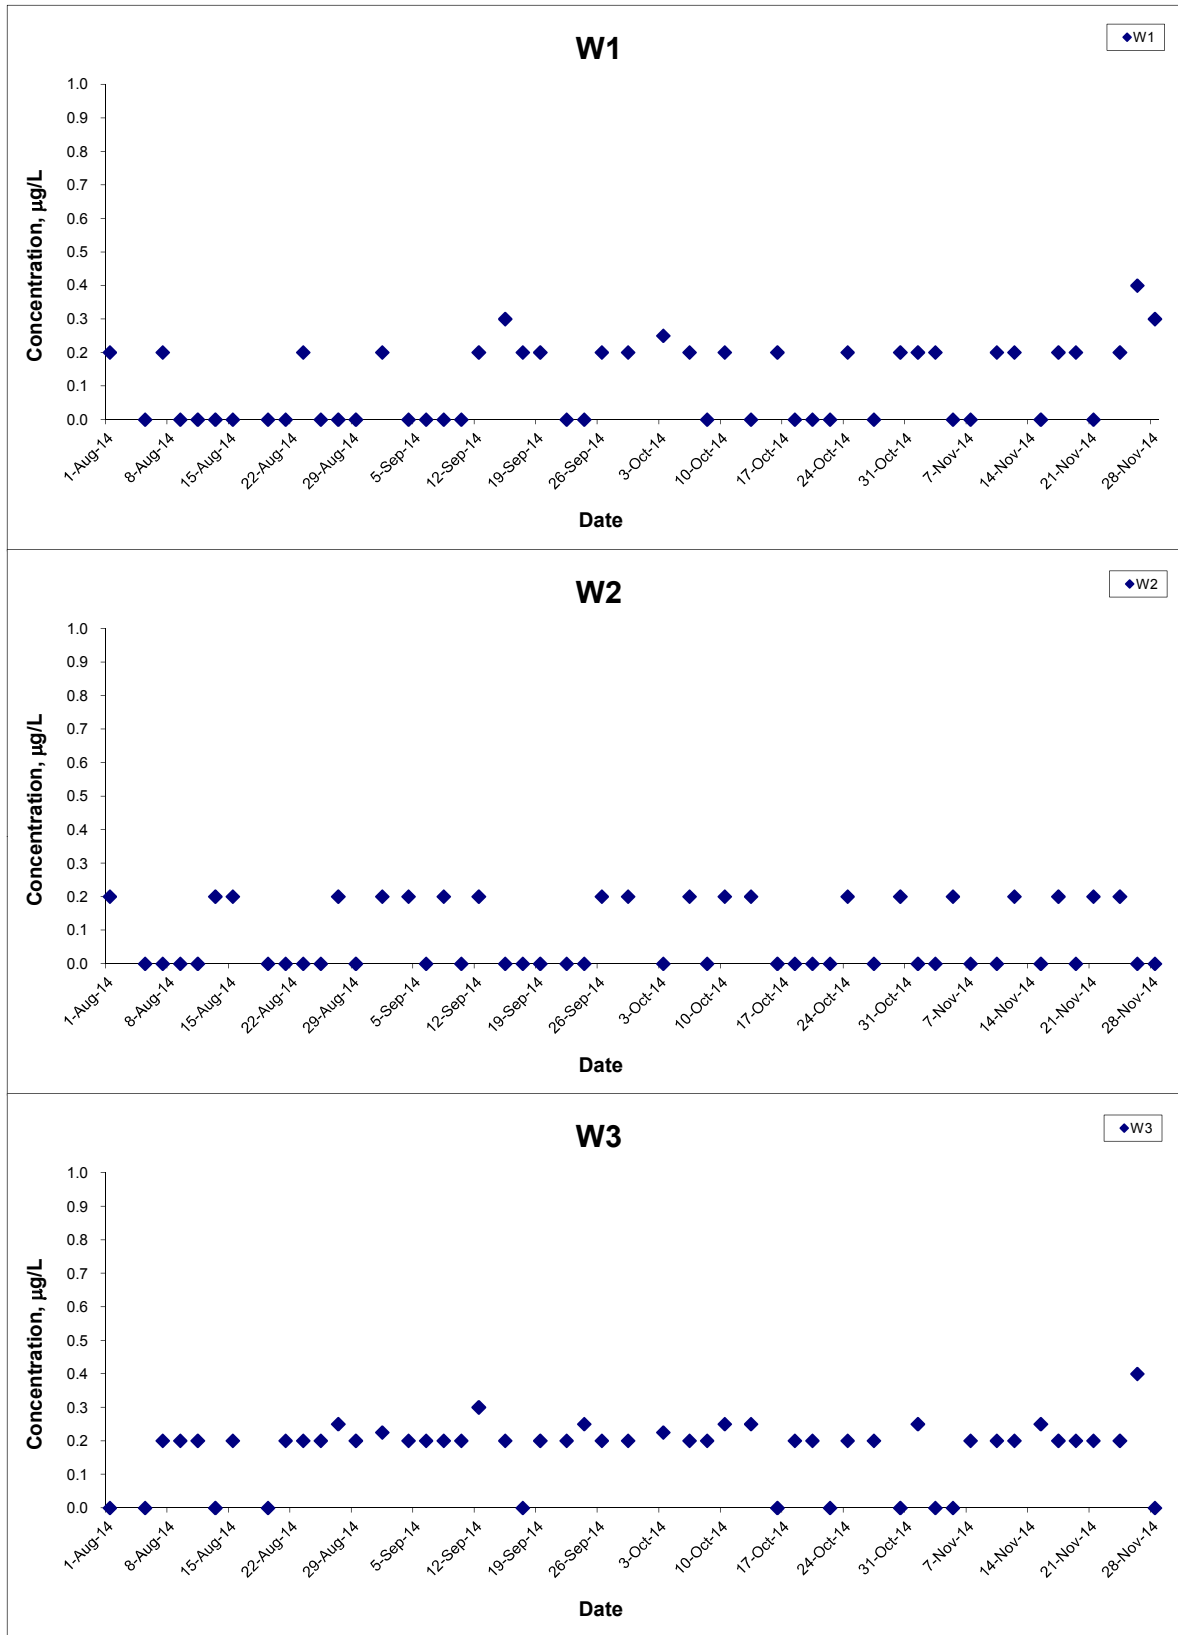 W1
W1
1.0
0.9
0.8
0.7
0.6
0.5
0.4
0.3
0.2
0.1
0.0
Concentration, µg/L
1-Aug-14
8-Aug-14
15-Aug-14
22-Aug-14
29-Aug-14
5-Sep-14
12-Sep-14
19-Sep-14
26-Sep-14
3-Oct-14
10-Oct-14
17-Oct-14
24-Oct-14
31-Oct-14
7-Nov-14
14-Nov-14
21-Nov-14
28-Nov-14
Date
W2
W2
1.0
0.9
0.8
0.7
0.6
0.5
0.4
0.3
0.2
0.1
0.0
Concentration, µg/L
1-Aug-14
8-Aug-14
15-Aug-14
22-Aug-14
29-Aug-14
5-Sep-14
12-Sep-14
19-Sep-14
26-Sep-14
3-Oct-14
10-Oct-14
17-Oct-14
24-Oct-14
31-Oct-14
7-Nov-14
14-Nov-14
21-Nov-14
28-Nov-14
Date
W3
W3
1.0
0.9
0.8
0.7
0.6
0.5
0.4
0.3
0.2
0.1
0.0
Concentration, µg/L
1-Aug-14
8-Aug-14
15-Aug-14
22-Aug-14
29-Aug-14
5-Sep-14
12-Sep-14
19-Sep-14
26-Sep-14
3-Oct-14
10-Oct-14
17-Oct-14
24-Oct-14
31-Oct-14
7-Nov-14
14-Nov-14
21-Nov-14
28-Nov-14
Date